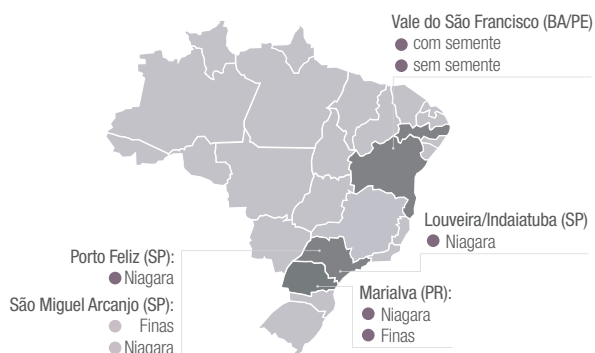 Vale do São Francisco (BA/PE)
com semente
sem semente
Louveira/Indaiatuba (SP)
Niagara
Porto Feliz (SP):
Niagara
São Miguel Arcanjo (SP):
Finas
Niagara
Marialva (PR):
Niagara
Finas